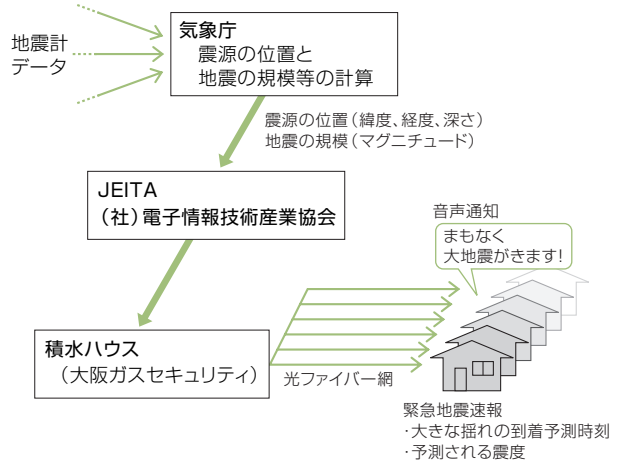 地震計
データ
気象庁
震源の位置と
地震の規模等の計算
震源の位置(緯度、経度、深さ)
地震の規模(マグニチュード)
JEITA
(社)電子情報技術産業協会
音声通知
まもなく
大地震がきます!
積水ハウス
(大阪ガスセキュリティ)
光ファイバー網
緊急地震速報
・大きな揺れの到着予測時刻
・予測される震度